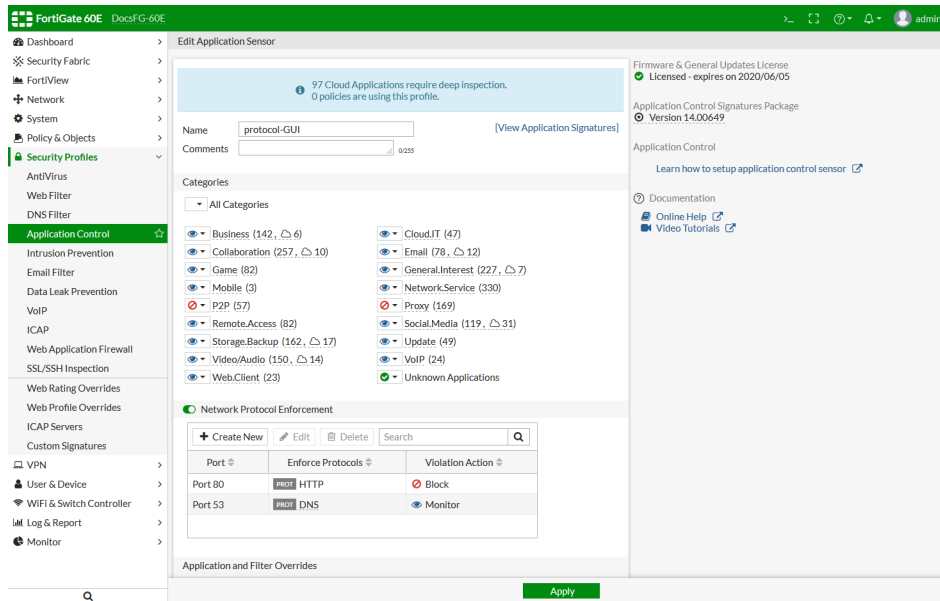 FortiGate 60E DocsFG-60E
>_ admin
Dashboard
Security Fabric
FortiView
Network
System
Policy & Objects
Security Profiles
AntiVirus
Web Filter
DNS Filter
Application Control
Intrusion Prevention
Email Filter
Data Leak Prevention
VoIP
ICAP
Web Application Firewall
SSL/SSH Inspection
Web Rating Overrides
Web Profile Overrides
ICAP Servers
Custom Signatures
VPN
User & Device
WiFi & Switch Controller
Log & Report
Monitor
Edit Application Sensor
97 Cloud Applications require deep inspection.
0 policies are using this profile.
Name protocol-GUI [View Application Signatures]
Comments 0/255
Categories
All Categories
Business (142, 6) Cloud.IT (47)
Collaboration (257, 10) Email (78, 12)
Game (82) General.Interest (227, 7)
Mobile (3) Network.Service (330)
P2P (57) Proxy (169)
Remote.Access (82) Social.Media (119, 31)
Storage.Backup (162, 17) Update (49)
Video/Audio (150, 14) VoIP (24)
Web.Client (23) Unknown Applications
Network Protocol Enforcement
+ Create New Edit Delete Search
Port Enforce Protocols Violation Action
Port 80 PROT HTTP Block
Port 53 PROT DNS Monitor
Application and Filter Overrides
Apply
Firmware & General Updates License
Licensed - expires on 2020/06/05
Application Control Signatures Package
Version 14.00649
Application Control
Learn how to setup application control sensor
Documentation
Online Help
Video Tutorials